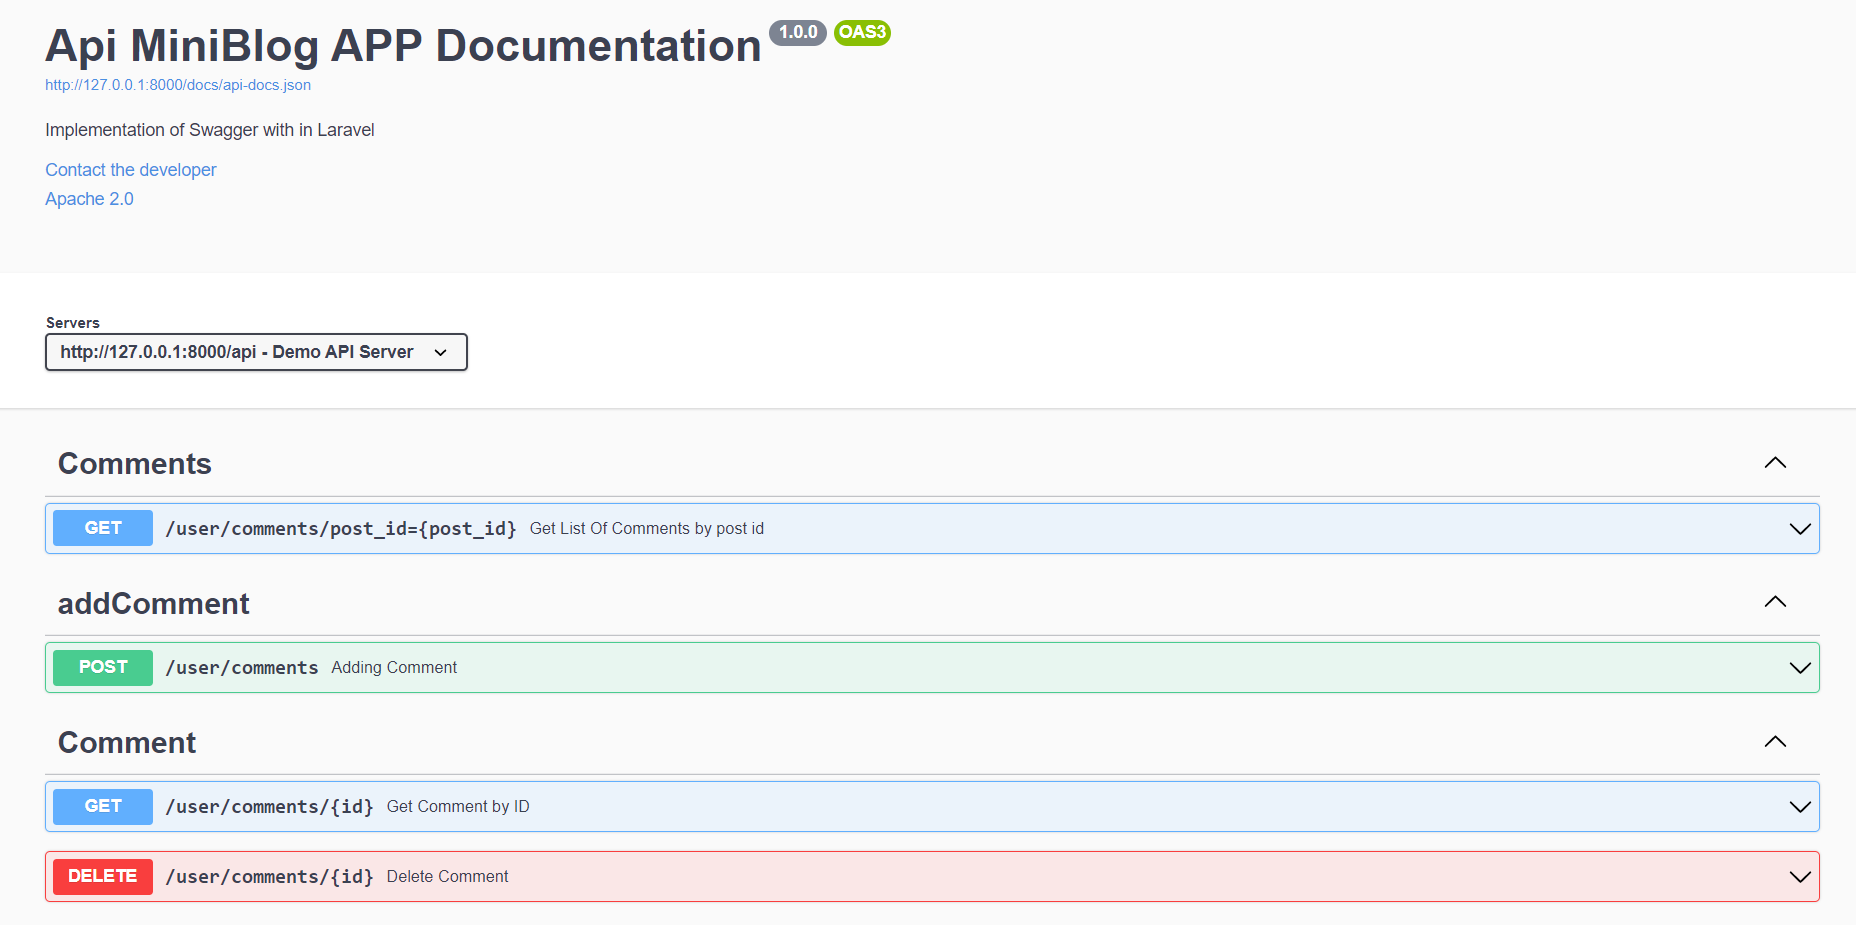 Api MiniBlog APP Documentation 1.0.0 OAS3
http://127.0.0.1:8000/docs/api-docs.json
Implementation of Swagger with in Laravel
Contact the developer
Apache 2.0
Servers
http://127.0.0.1:8000/api - Demo API Server
Comments
GET /user/comments/post_id={post_id} Get List Of Comments by post id
addComment
POST /user/comments Adding Comment
Comment
GET /user/comments/{id} Get Comment by ID
DELETE /user/comments/{id} Delete Comment